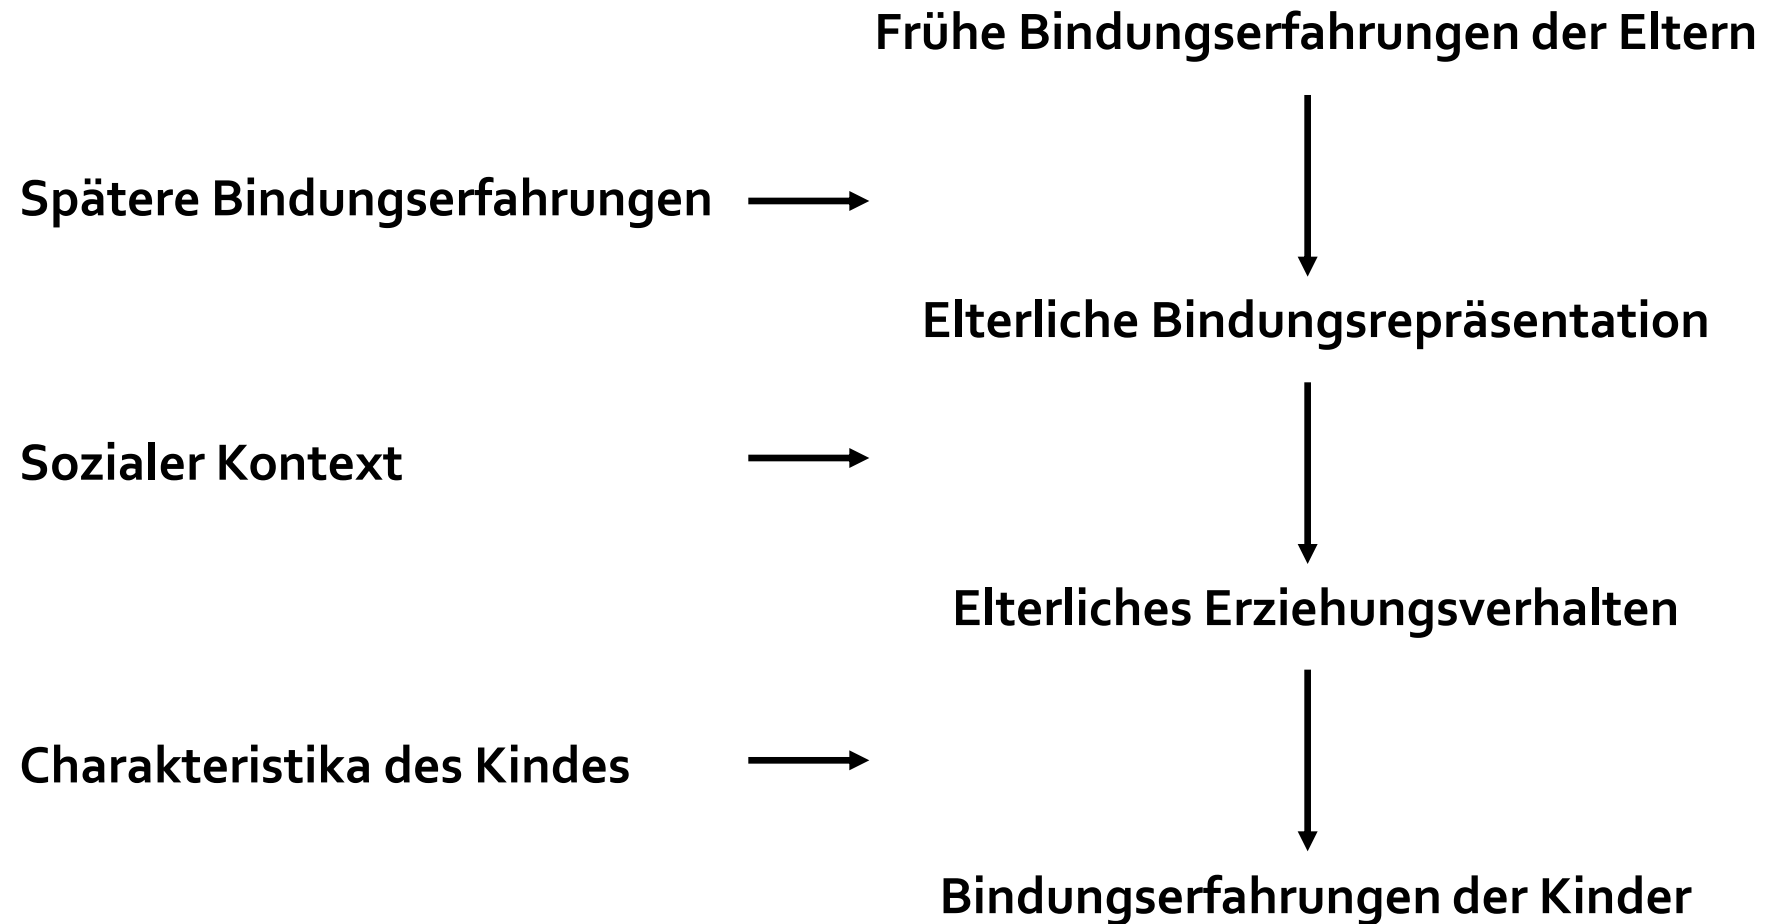 Frühe Bindungserfahrungen der Eltern
Spätere Bindungserfahrungen
Elterliche Bindungsrepräsentation
Sozialer Kontext
Elterliches Erziehungsverhalten
Charakteristika des Kindes
Bindungserfahrungen der Kinder